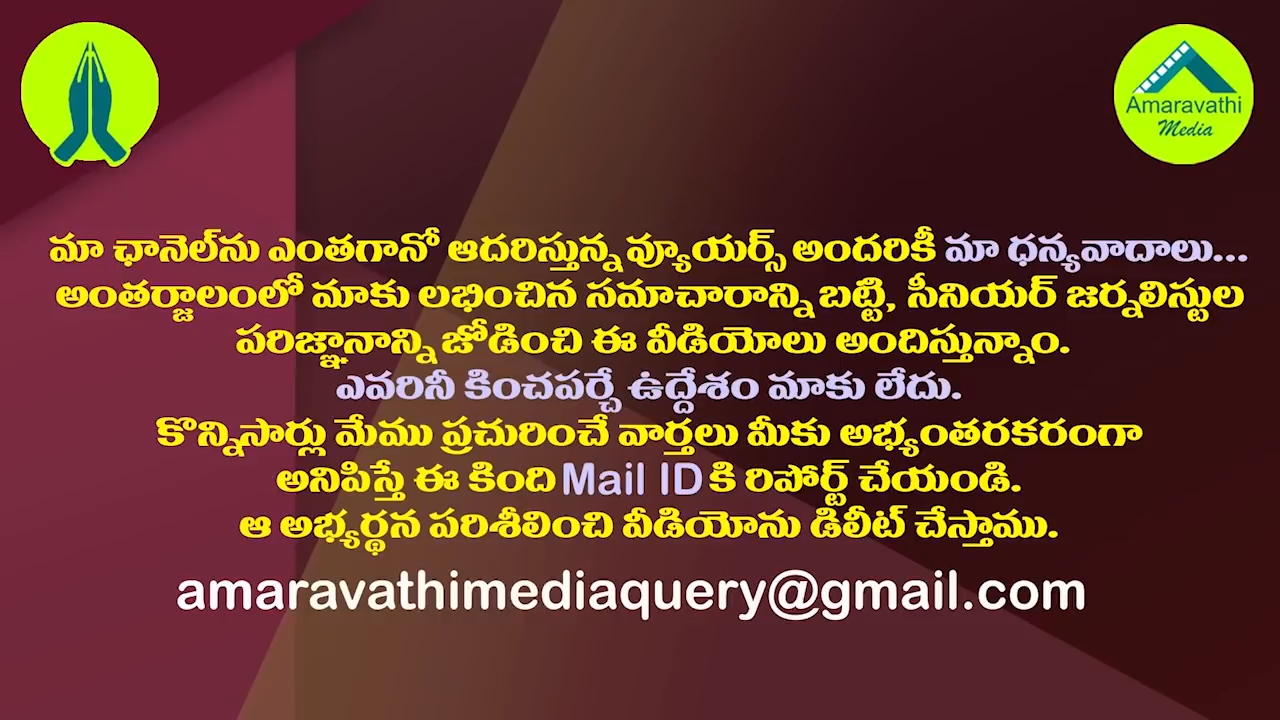 Amaravathi
Media
మా ఛానెల్‌ను ఎంతగానో ఆదరిస్తున్న వ్యూయర్స్ అందరికీ మా ధన్యవాదాలు...
అంతర్జాలంలో మాకు లభించిన సమాచారాన్ని బట్టి, సీనియర్ జర్నలిస్టుల
పరిజ్ఞానాన్ని జోడించి ఈ వీడియోలు అందిస్తున్నాం.
ఎవరినీ కించపర్చే ఉద్దేశం మాకు లేదు.
కొన్నిసార్లు మేము ప్రచురించే వార్తలు మీకు అభ్యంతరకరంగా
అనిపిస్తే ఈ కింది Mail ID కి రిపోర్ట్ చేయండి.
ఆ అభ్యర్థన పరిశీలించి వీడియోను డిలీట్ చేస్తాము.
amaravathimediaquery@gmail.com